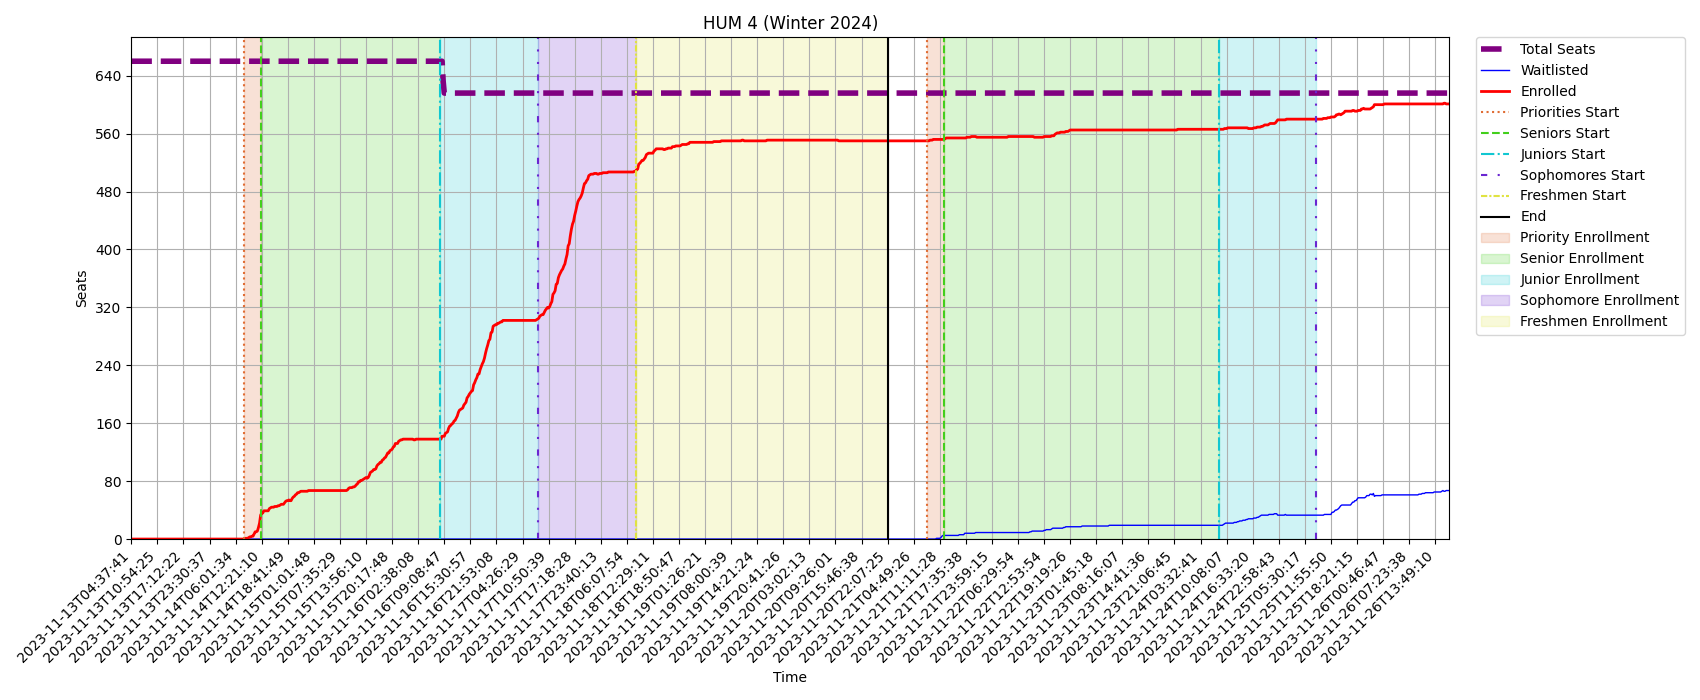 HUM 4 (Winter 2024)
Seats
640
560
480
400
320
240
160
80
0
2023-11-13T04:37:41
2023-11-13T10:54:25
2023-11-13T17:12:22
2023-11-13T23:30:37
2023-11-14T06:01:34
2023-11-14T12:21:10
2023-11-14T18:41:49
2023-11-15T01:01:48
2023-11-15T07:35:29
2023-11-15T13:56:10
2023-11-15T20:17:48
2023-11-16T02:38:08
2023-11-16T09:08:47
2023-11-16T15:30:57
2023-11-16T21:53:08
2023-11-17T04:26:29
2023-11-17T10:50:39
2023-11-17T17:18:28
2023-11-17T23:40:13
2023-11-18T06:07:54
2023-11-18T12:29:11
2023-11-18T18:50:47
2023-11-19T01:26:21
2023-11-19T08:00:39
2023-11-19T14:21:24
2023-11-19T20:41:26
2023-11-20T03:02:13
2023-11-20T09:26:01
2023-11-20T15:46:38
2023-11-20T22:07:25
2023-11-21T04:49:26
2023-11-21T11:11:28
2023-11-21T17:35:38
2023-11-21T23:59:15
2023-11-22T06:29:54
2023-11-22T12:53:54
2023-11-22T19:19:26
2023-11-23T01:45:18
2023-11-23T08:16:07
2023-11-23T14:41:36
2023-11-23T21:06:45
2023-11-24T03:32:41
2023-11-24T10:08:07
2023-11-24T16:33:20
2023-11-24T22:58:43
2023-11-25T05:30:17
2023-11-25T11:55:50
2023-11-25T18:21:15
2023-11-26T00:46:47
2023-11-26T07:23:38
2023-11-26T13:49:10
Time
Total Seats
Waitlisted
Enrolled
Priorities Start
Seniors Start
Juniors Start
Sophomores Start
Freshmen Start
End
Priority Enrollment
Senior Enrollment
Junior Enrollment
Sophomore Enrollment
Freshmen Enrollment